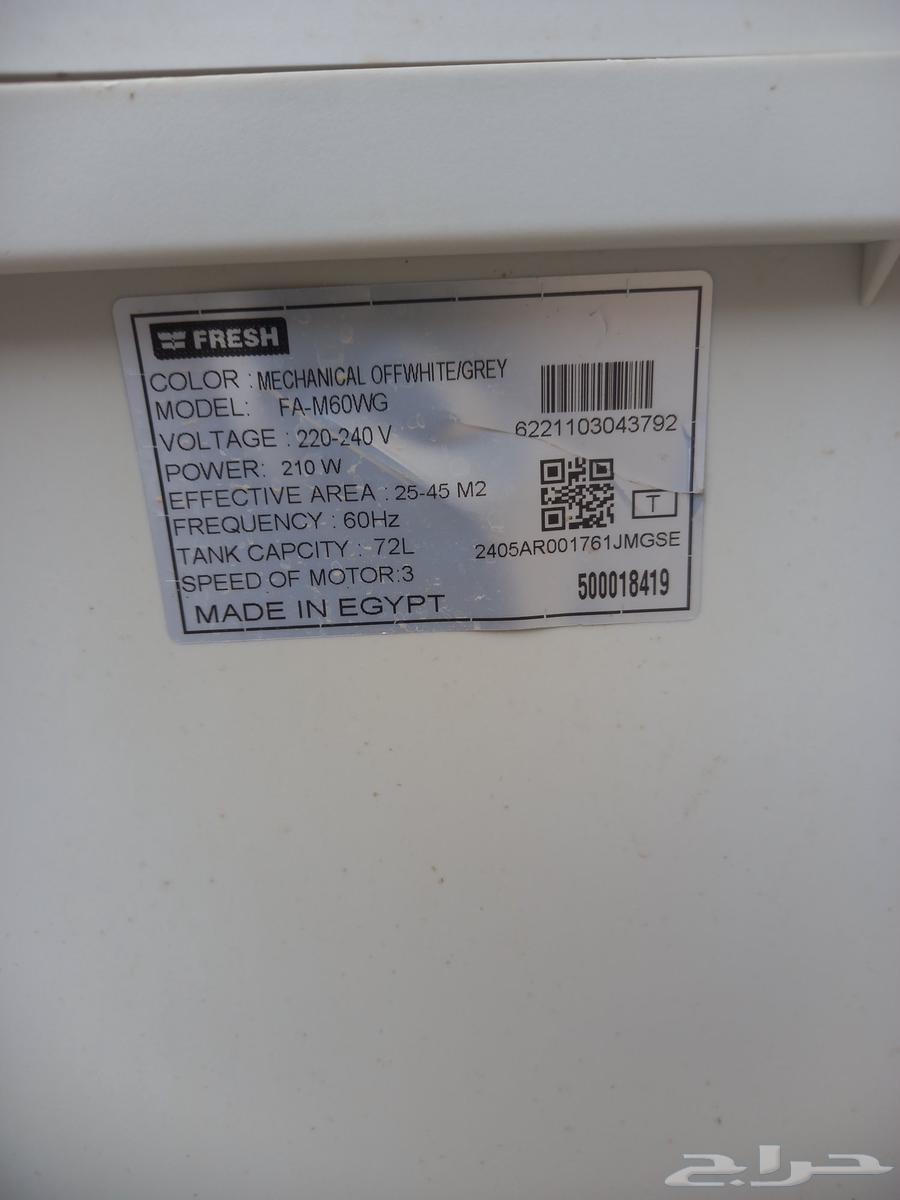 FRESH
COLOR : MECHANICAL OFFWHITE/GREY
MODEL: FA-M60WG
VOLTAGE : 220-240 V
POWER: 210 W
EFFECTIVE AREA : 25-45 M2
FREQUENCY : 60Hz
TANK CAPCITY : 72L
SPEED OF MOTOR:3
MADE IN EGYPT
6221103043792
T
2405AR001761JMGSE
500018419
حراج